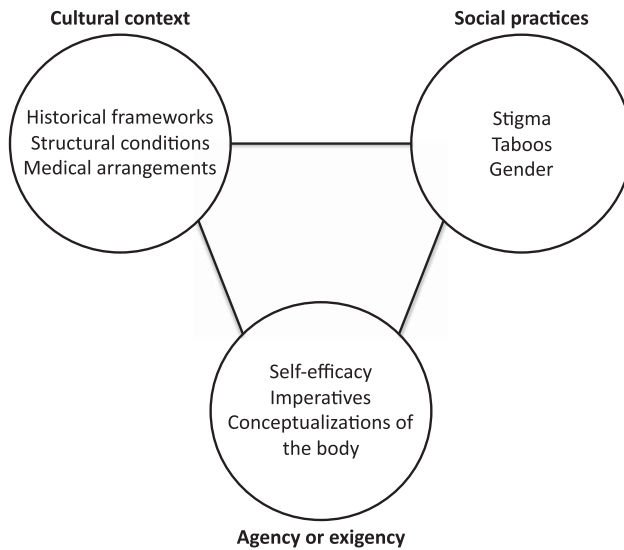 Cultural context
Historical frameworks
Structural conditions
Medical arrangements
Social practices
Stigma
Taboos
Gender
Self-efficacy
Imperatives
Conceptualizations of
the body
Agency or exigency